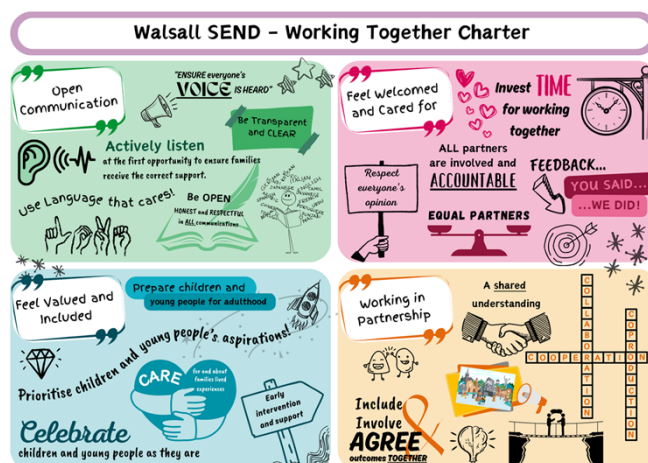 Walsall SEND - Working Together Charter
Open
Communication
"ENSURE everyone's
VOICE IS HEARD"
Be Transparent
and CLEAR
Actively listen
at the first opportunity to ensure families
receive the correct support.
Use Language that cares!
Be OPEN
HONEST and RESPECTFUL
in ALL communications
Feel Welcomed
and Cared for
Invest TIME
for working
together
ALL partners
are involved and
ACCOUNTABLE
Respect
everyone's
opinion
FEEDBACK...
YOU SAID...
...WE DID!
EQUAL PARTNERS
Feel Valued and
Included
Prepare children and
young people for adulthood
Prioritise children and young people's aspirations!
CARE
for and about
families lived
experiences
Early
intervention
and support
Celebrate
children and young people as they are
Working in
Partnership
A shared
understanding
COLLABORATION
COPRODUCTION
COOPERATION
Include
Involve
AGREE
outcomes TOGETHER